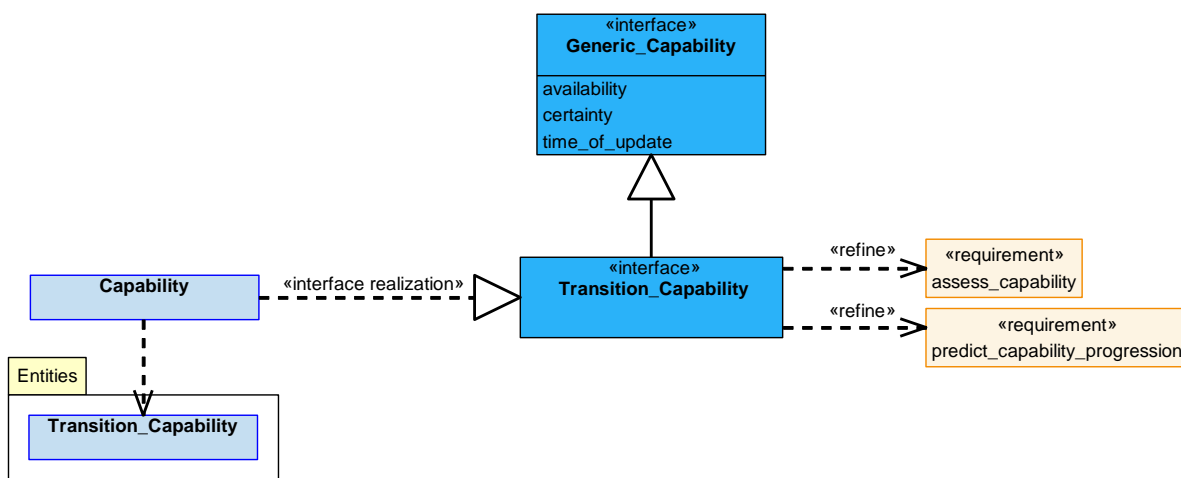 «interface»
Generic_Capability
availability
certainty
time_of_update
«refine»
«requirement»
assess_capability
«interface»
Transition_Capability
Capability
«interface realization»
«refine»
«requirement»
predict_capability_progression
Entities
Transition_Capability